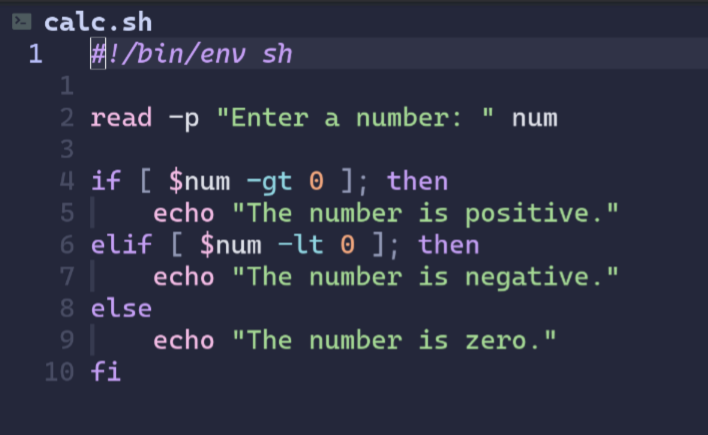 calc.sh
1 #!/bin/env sh
1
2 read -p "Enter a number: " num
3
4 if [ $num -gt 0 ]; then
5     echo "The number is positive."
6 elif [ $num -lt 0 ]; then
7     echo "The number is negative."
8 else
9     echo "The number is zero."
10 fi